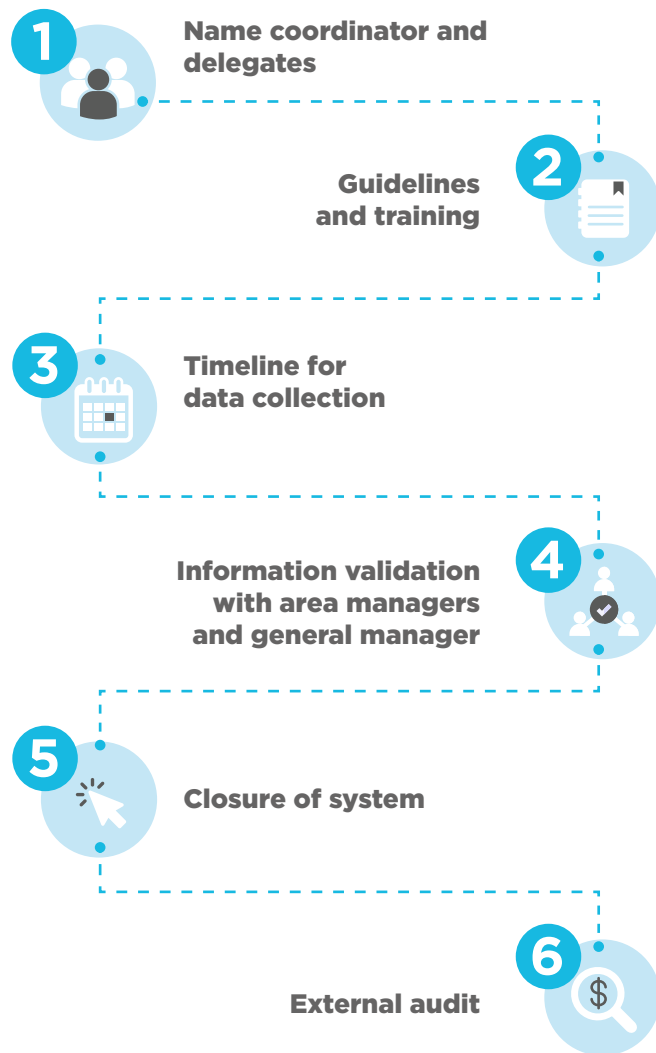 1
Name coordinator and
delegates
2
Guidelines
and training
3
Timeline for
data collection
4
Information validation
with area managers
and general manager
5
Closure of system
6
$
External audit